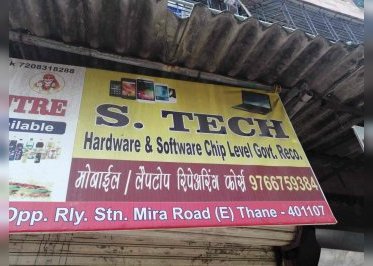 k 7208318288
NTRE
ailable
S. TECH
Hardware & Software Chip Level Govt. Reco.
मोबाईल / लॅपटोप रिपेअरिंग कोर्स 9766759384
Opp. Rly. Stn. Mira Road (E) Thane - 401107